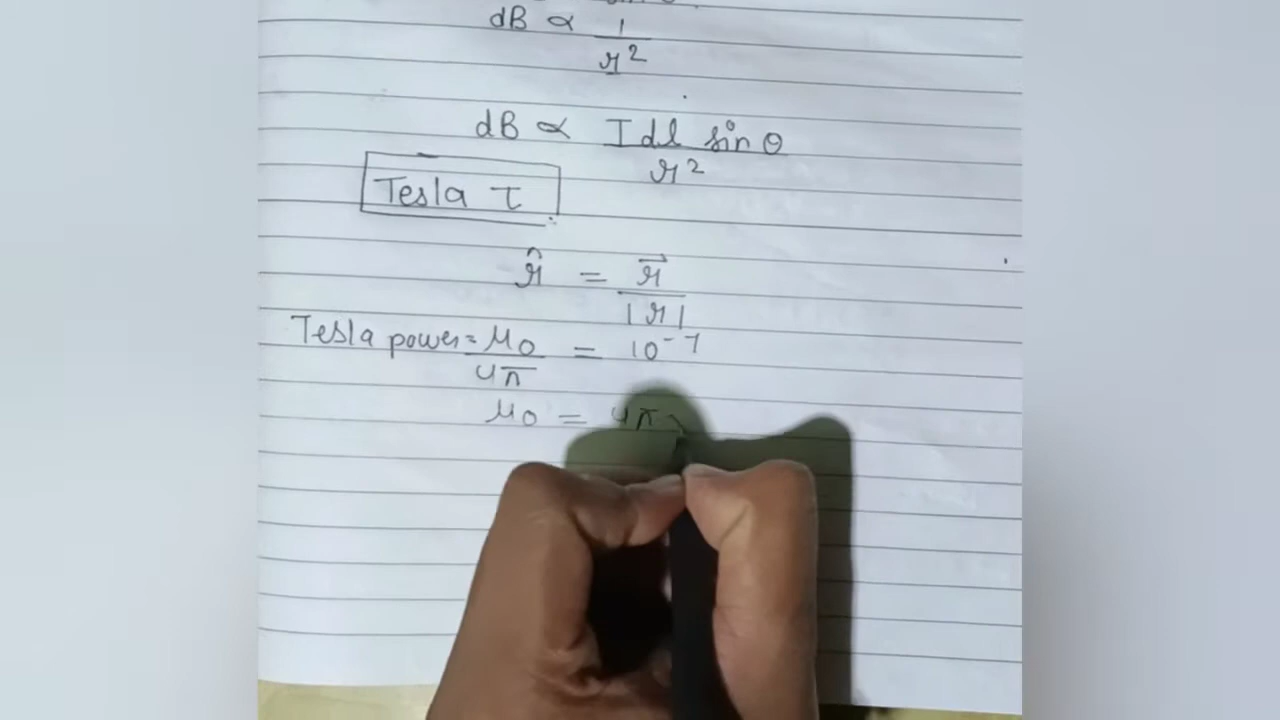 dB ∝ 1/r²
dB ∝ I dl sin θ / r²
Tesla τ
r̂ = r⃗ / |r|
Tesla power = μ₀/4π = 10⁻⁷
μ₀ = 4π